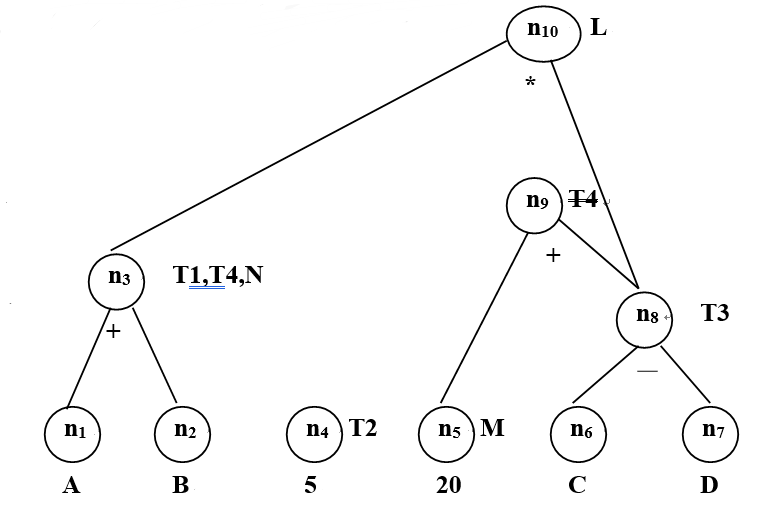 n10 L
*
n9 T4
+
n3 T1,T4,N
n8 T3
+
—
n1 n2 n4 T2 n5 M n6 n7
A B 5 20 C D